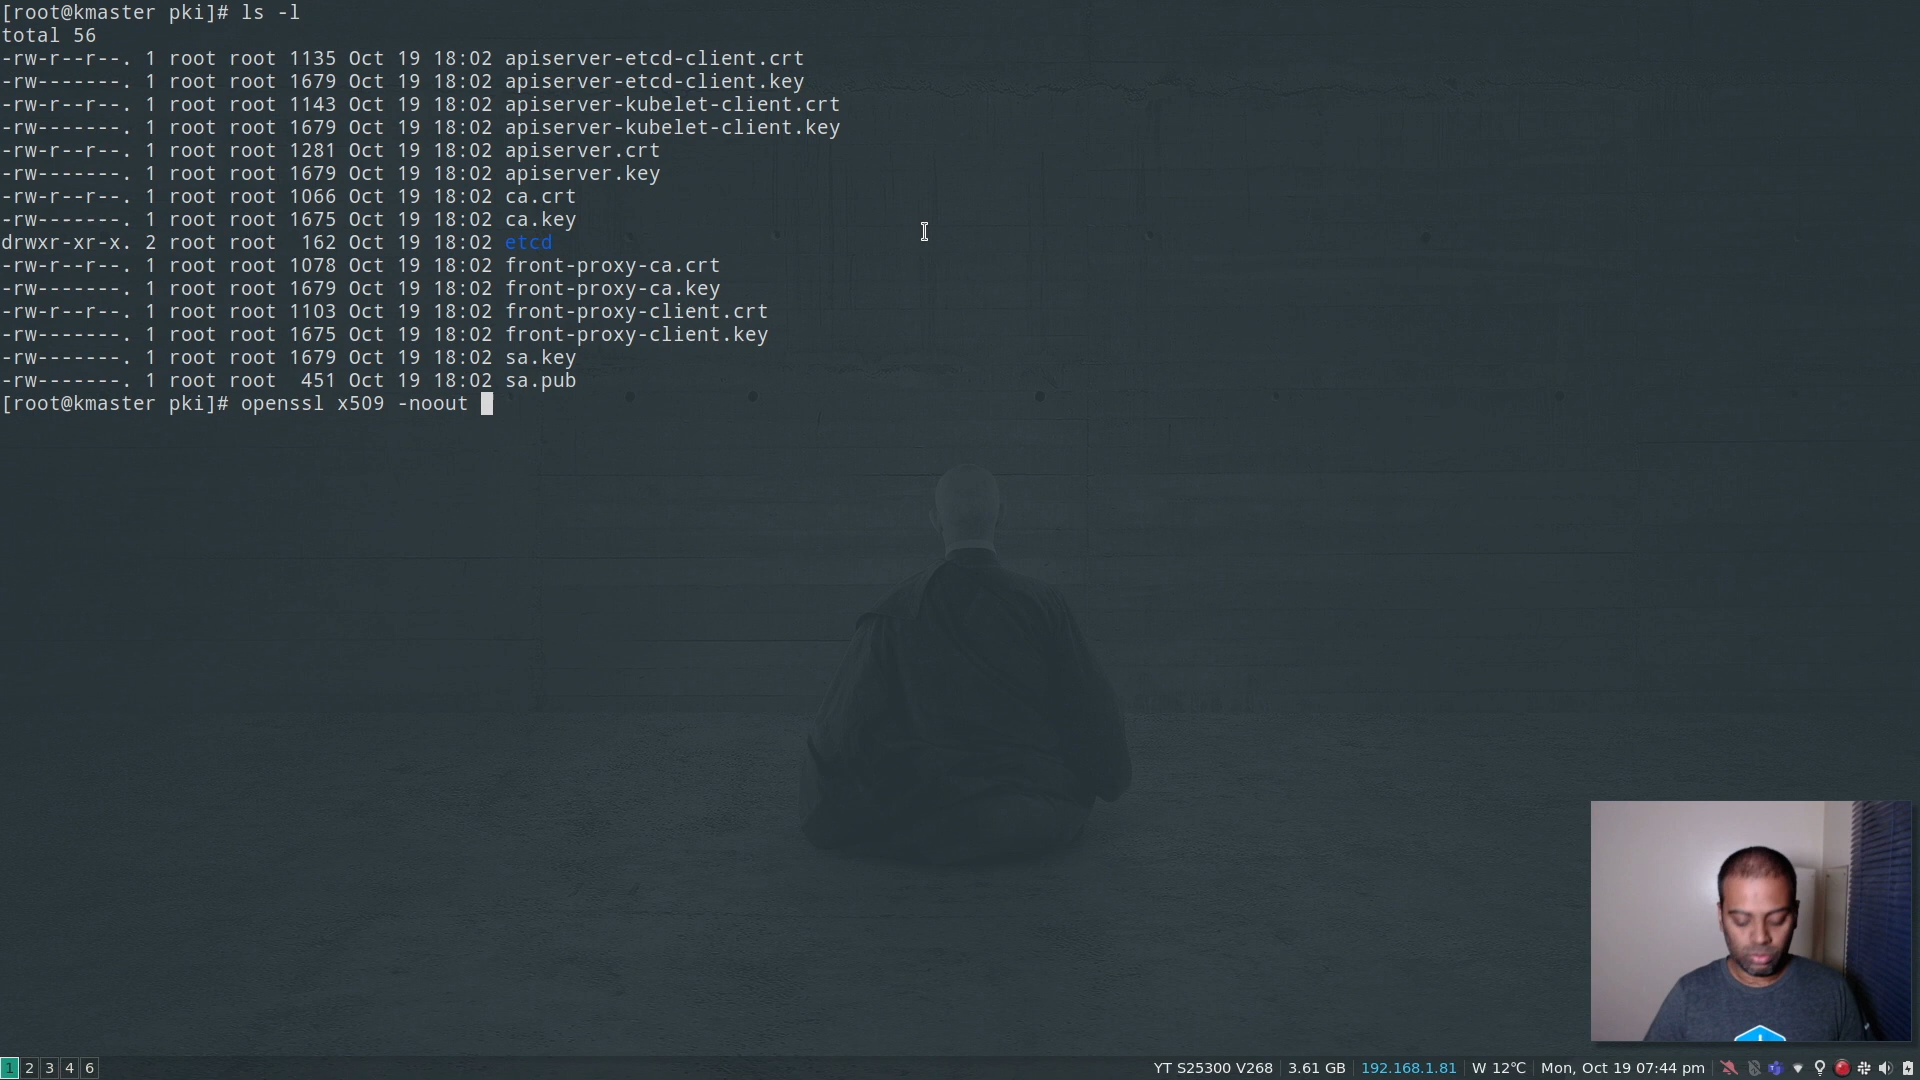 [root@kmaster pki]# ls -l
total 56
-rw-r--r--. 1 root root 1135 Oct 19 18:02 apiserver-etcd-client.crt
-rw-------. 1 root root 1679 Oct 19 18:02 apiserver-etcd-client.key
-rw-r--r--. 1 root root 1143 Oct 19 18:02 apiserver-kubelet-client.crt
-rw-------. 1 root root 1679 Oct 19 18:02 apiserver-kubelet-client.key
-rw-r--r--. 1 root root 1281 Oct 19 18:02 apiserver.crt
-rw-------. 1 root root 1679 Oct 19 18:02 apiserver.key
-rw-r--r--. 1 root root 1066 Oct 19 18:02 ca.crt
-rw-------. 1 root root 1675 Oct 19 18:02 ca.key
drwxr-xr-x. 2 root root  162 Oct 19 18:02 etcd
-rw-r--r--. 1 root root 1078 Oct 19 18:02 front-proxy-ca.crt
-rw-------. 1 root root 1679 Oct 19 18:02 front-proxy-ca.key
-rw-r--r--. 1 root root 1103 Oct 19 18:02 front-proxy-client.crt
-rw-------. 1 root root 1675 Oct 19 18:02 front-proxy-client.key
-rw-------. 1 root root 1679 Oct 19 18:02 sa.key
-rw-------. 1 root root  451 Oct 19 18:02 sa.pub
[root@kmaster pki]# openssl x509 -noout
1 2 3 4 6 YT S25300 V268 3.61 GB 192.168.1.81 W 12°C Mon, Oct 19 07:44 pm